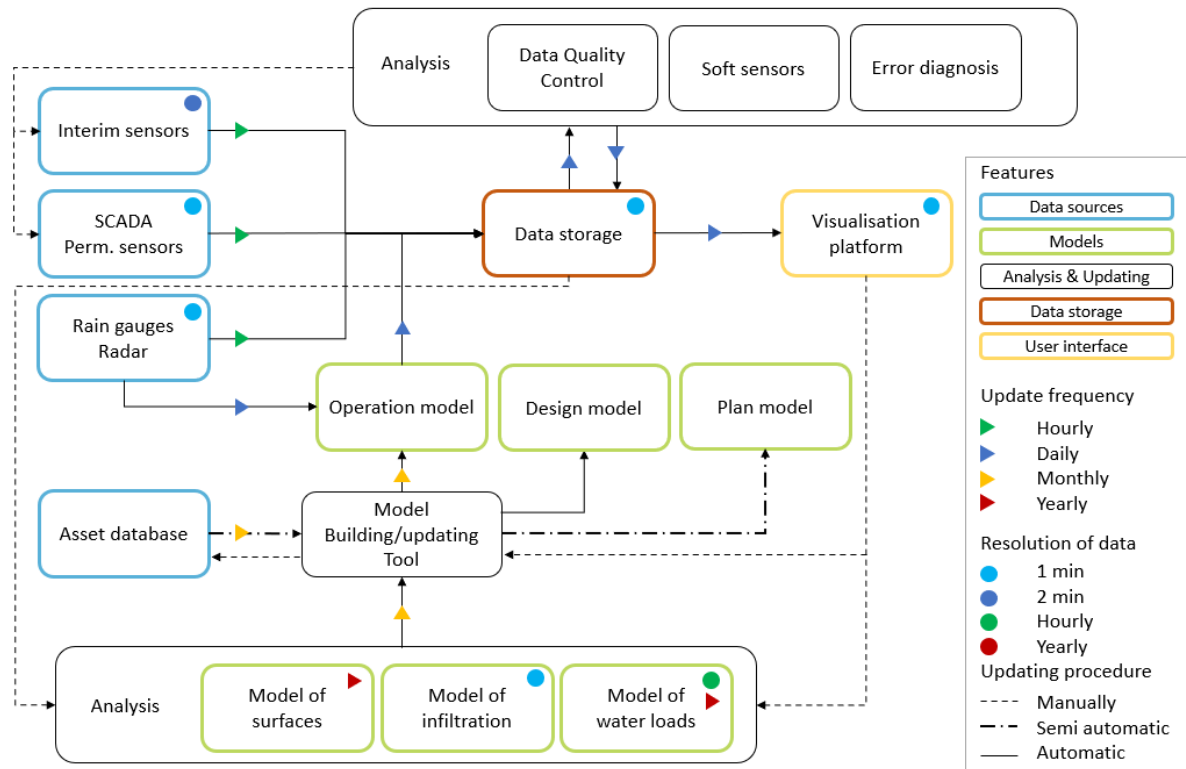 Analysis
Data Quality
Control
Soft sensors
Error diagnosis
Interim sensors
SCADA
Perm. sensors
Data storage
Visualisation
platform
Rain gauges
Radar
Operation model
Design model
Plan model
Asset database
Model
Building/updating
Tool
Analysis
Model of
surfaces
Model of
infiltration
Model of
water loads
Features
Data sources
Models
Analysis & Updating
Data storage
User interface
Update frequency
Hourly
Daily
Monthly
Yearly
Resolution of data
1 min
2 min
Hourly
Yearly
Updating procedure
Manually
Semi automatic
Automatic